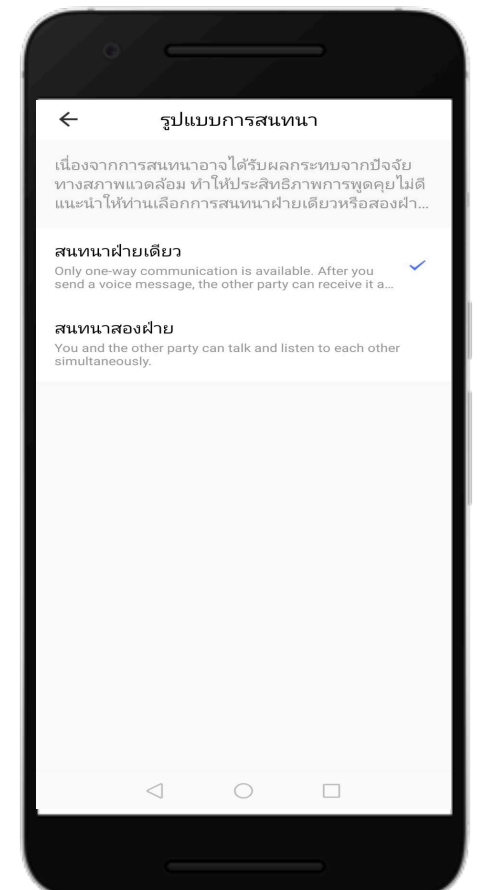 รูปแบบการสนทนา
เนื่องจากการสนทนาอาจได้รับผลกระทบจากปัจจัย
ทางสภาพแวดล้อม ทำให้ประสิทธิภาพการพูดคุยไม่ดี
แนะนำให้ท่านเลือกการสนทนาฝ่ายเดียวหรือสองฝ่า...
สนทนาฝ่ายเดียว
Only one-way communication is available. After you
send a voice message, the other party can receive it a...
สนทนาสองฝ่าย
You and the other party can talk and listen to each other
simultaneously.